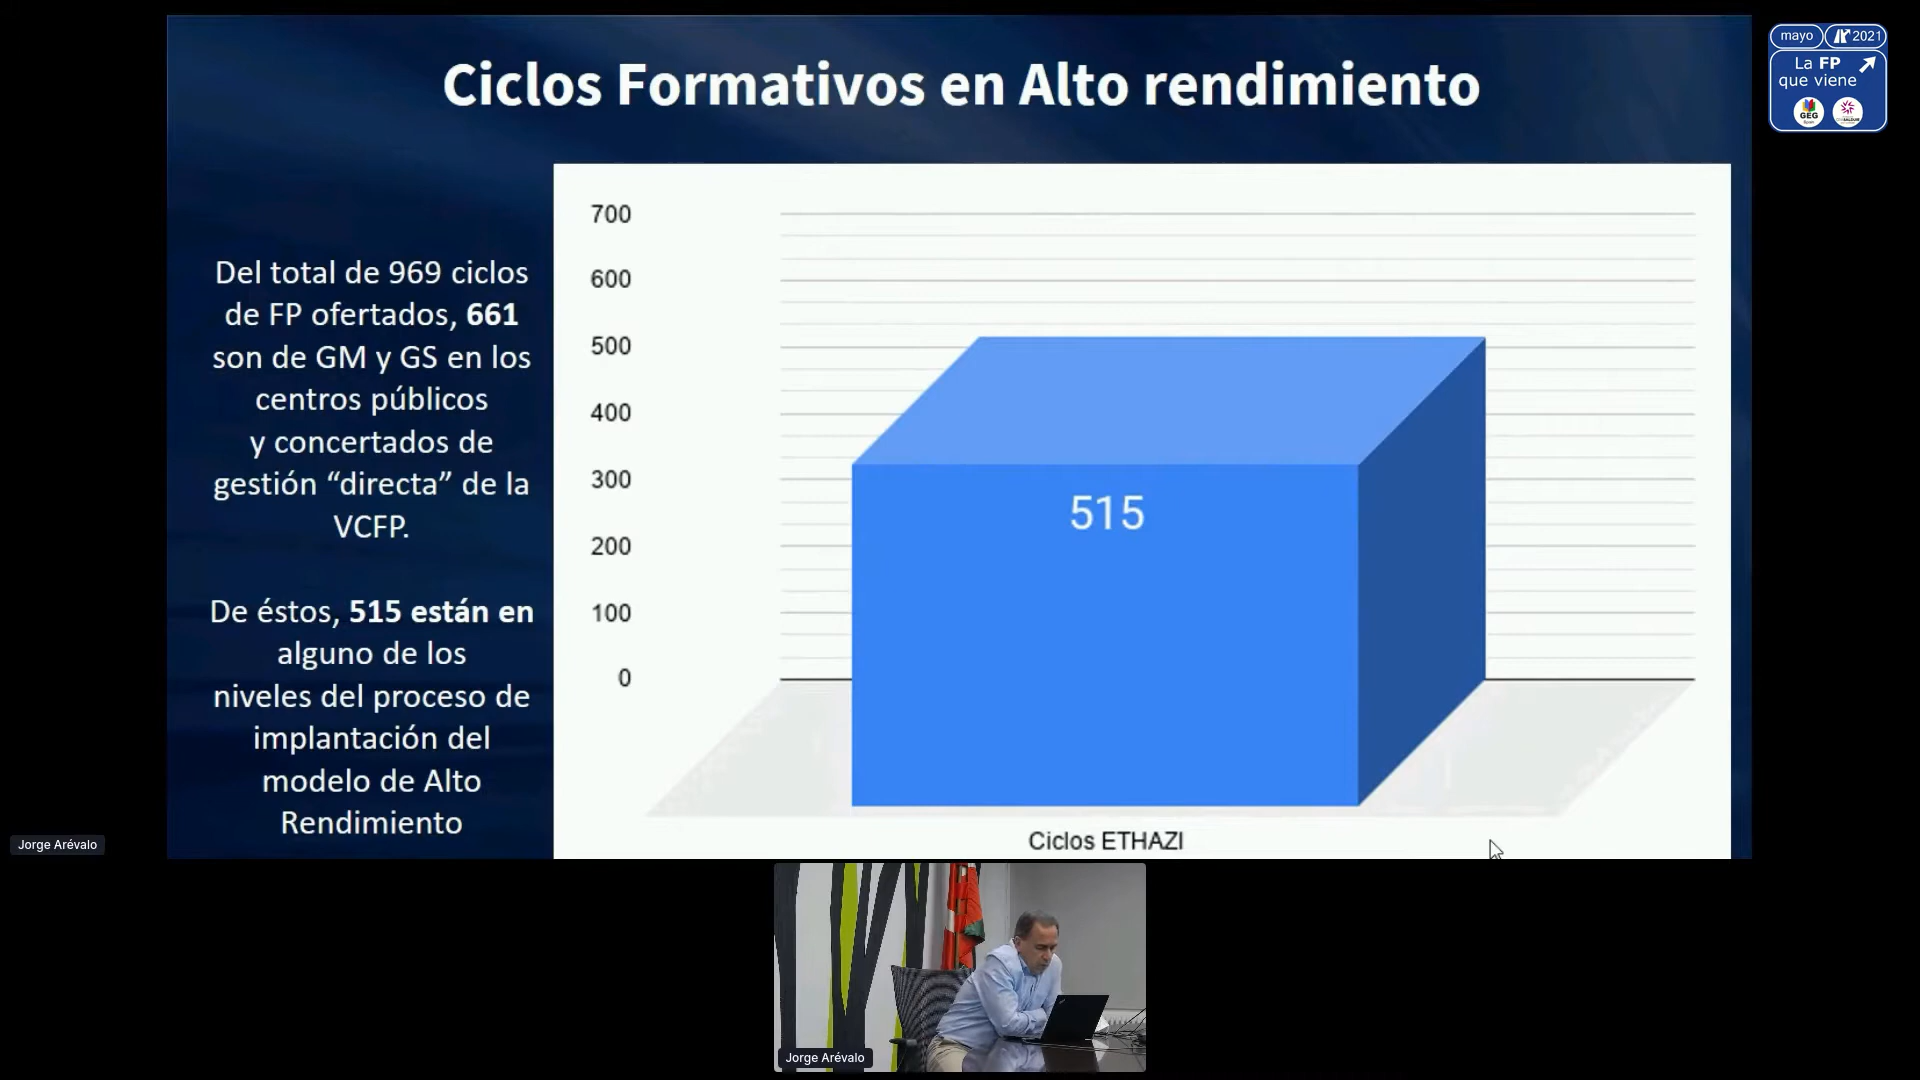 Ciclos Formativos en Alto rendimiento
mayo
2021
La FP
que viene
GEG
Del total de 969 ciclos
de FP ofertados, 661
son de GM y GS en los
centros públicos
y concertados de
gestión “directa” de la
VCFP.
De éstos, 515 están en
alguno de los
niveles del proceso de
implantación del
modelo de Alto
Rendimiento
700
600
500
400
300
200
100
0
515
Ciclos ETHAZI
Jorge Arévalo
Jorge Arévalo